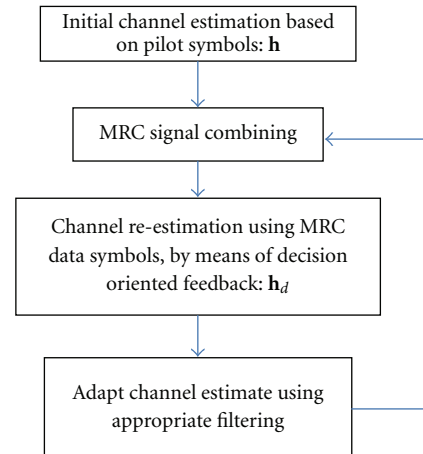 Initial channel estimation based
on pilot symbols: h
MRC signal combining
Channel re-estimation using MRC
data symbols, by means of decision
oriented feedback: h_d
Adapt channel estimate using
appropriate filtering